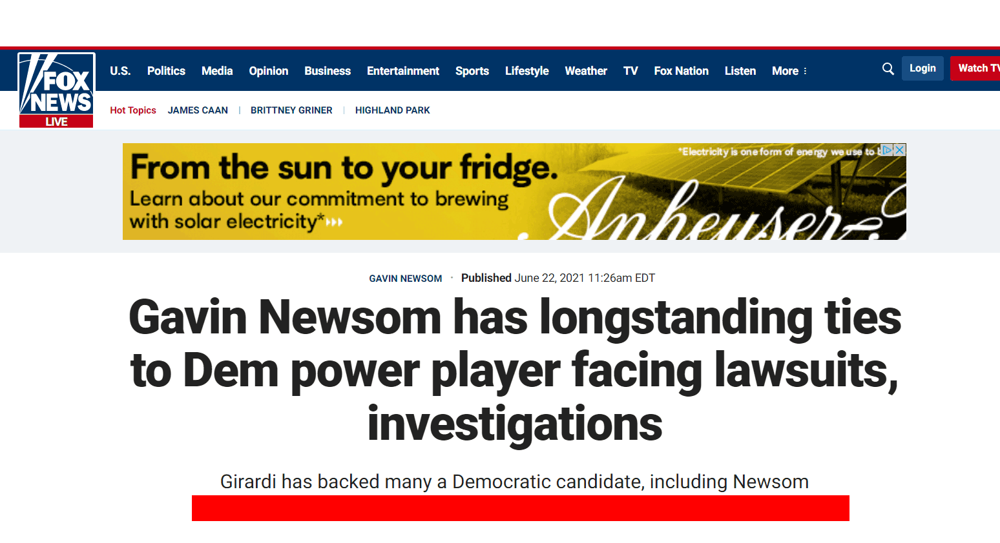 FOX
NEWS
LIVE
U.S. Politics Media Opinion Business Entertainment Sports Lifestyle Weather TV Fox Nation Listen More Login Watch TV
Hot Topics JAMES CAAN BRITTNEY GRINER HIGHLAND PARK
*Electricity is one form of energy we use to
From the sun to your fridge.
Learn about our commitment to brewing
with solar electricity*
Anheuser-
GAVIN NEWSOM · Published June 22, 2021 11:26am EDT
Gavin Newsom has longstanding ties
to Dem power player facing lawsuits,
investigations
Girardi has backed many a Democratic candidate, including Newsom